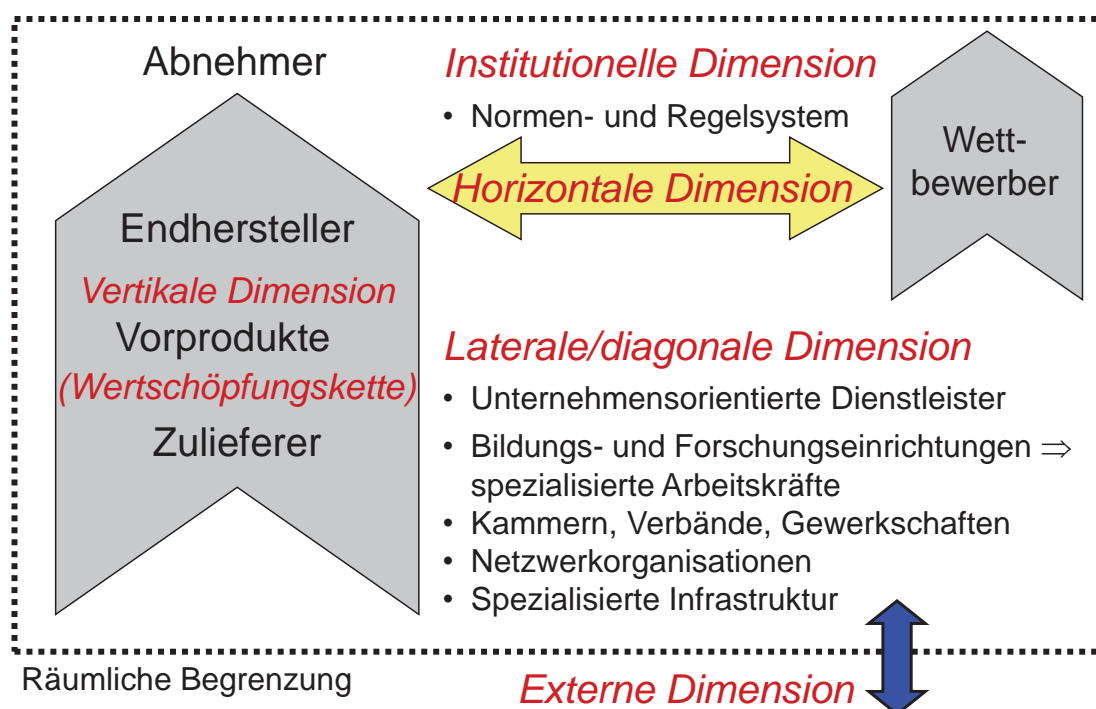 Abnehmer
Endhersteller
Vertikale Dimension
Vorprodukte
(Wertschöpfungskette)
Zulieferer
Institutionelle Dimension
• Normen- und Regelsystem
Horizontale Dimension
Wett-
bewerber
Laterale/diagonale Dimension
• Unternehmensorientierte Dienstleister
• Bildungs- und Forschungseinrichtungen ⇒
spezialisierte Arbeitskräfte
• Kammern, Verbände, Gewerkschaften
• Netzwerkorganisationen
• Spezialisierte Infrastruktur
Räumliche Begrenzung
Externe Dimension